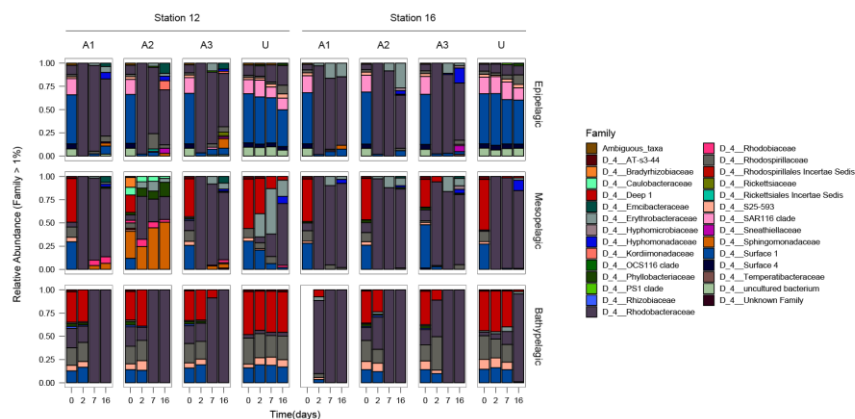 Station 12
Station 16
A1
A2
A3
U
A1
A2
A3
U
Relative Abundance (Family > 1%)
1.00
0.75
0.50
0.25
0.00
Epipelagic
1.00
0.75
0.50
0.25
0.00
Mesopelagic
1.00
0.75
0.50
0.25
0.00
Bathypelagic
0 2 7 16
0 2 7 16
0 2 7 16
0 2 7 16
0 2 7 16
0 2 7 16
0 2 7 16
0 2 7 16
Time(days)
Family
Ambiguous_taxa
D_4__AT-s3-44
D_4__Bradyrhizobiaceae
D_4__Caulobacteraceae
D_4__Deep 1
D_4__Emcibacteraceae
D_4__Erythrobacteraceae
D_4__Hyphomicrobiaceae
D_4__Hyphomonadaceae
D_4__Kordiimonadaceae
D_4__OCS116 clade
D_4__Phyllobacteriaceae
D_4__PS1 clade
D_4__Rhizobiaceae
D_4__Rhodobacteraceae
D_4__Rhodobiaceae
D_4__Rhodospirillaceae
D_4__Rhodospirillales Incertae Sedis
D_4__Rickettsiaceae
D_4__Rickettsiales Incertae Sedis
D_4__S25-593
D_4__SAR116 clade
D_4__Sneathiellaceae
D_4__Sphingomonadaceae
D_4__Surface 1
D_4__Surface 4
D_4__Temperatibacteraceae
D_4__uncultured bacterium
D_4__Unknown Family